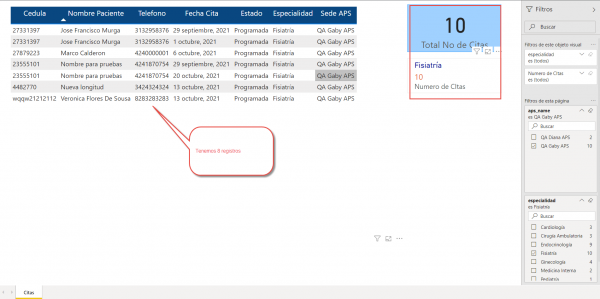 Cedula Nombre Paciente Telefono Fecha Cita Estado Especialidad Sede APS
27331397 Jose Francisco Murga 3132958376 29 septiembre, 2021 Programada Fisiatría QA Gaby APS
27331397 Jose Francisco Murga 3132958376 1 octubre, 2021 Programada Fisiatría QA Gaby APS
27879223 Marco Calderon 4240000001 6 octubre, 2021 Programada Fisiatría QA Gaby APS
23555101 Nombre para pruebas 4241870754 29 septiembre, 2021 Programada Fisiatría QA Gaby APS
23555101 Nombre para pruebas 4241870754 20 octubre, 2021 Programada Fisiatría QA Gaby APS
4482770 Nueva longitud 3424324324 13 octubre, 2021 Programada Fisiatría QA Gaby APS
wqqw21212112 Veronica Flores De Sousa 8283283283 13 octubre, 2021 Programada Fisiatría QA Gaby APS
Tenemos 8 registros
10
Total No de Citas
Fisiatría
10
Numero de Citas
Filtros
Buscar
Filtros de este objeto visual
especialidad
es (todos)
Numero de Citas
es (todos)
Filtros de esta página
aps_name
es QA Gaby APS
Buscar
QA Diana APS 2
QA Gaby APS 10
especialidad
es Fisiatría
Buscar
Cardiología 3
Cirugia Ambulatoria 3
Endocrinología 9
Fisiatría 10
Ginecología 4
Medicina Interna 2
Pediatría 1
Citas